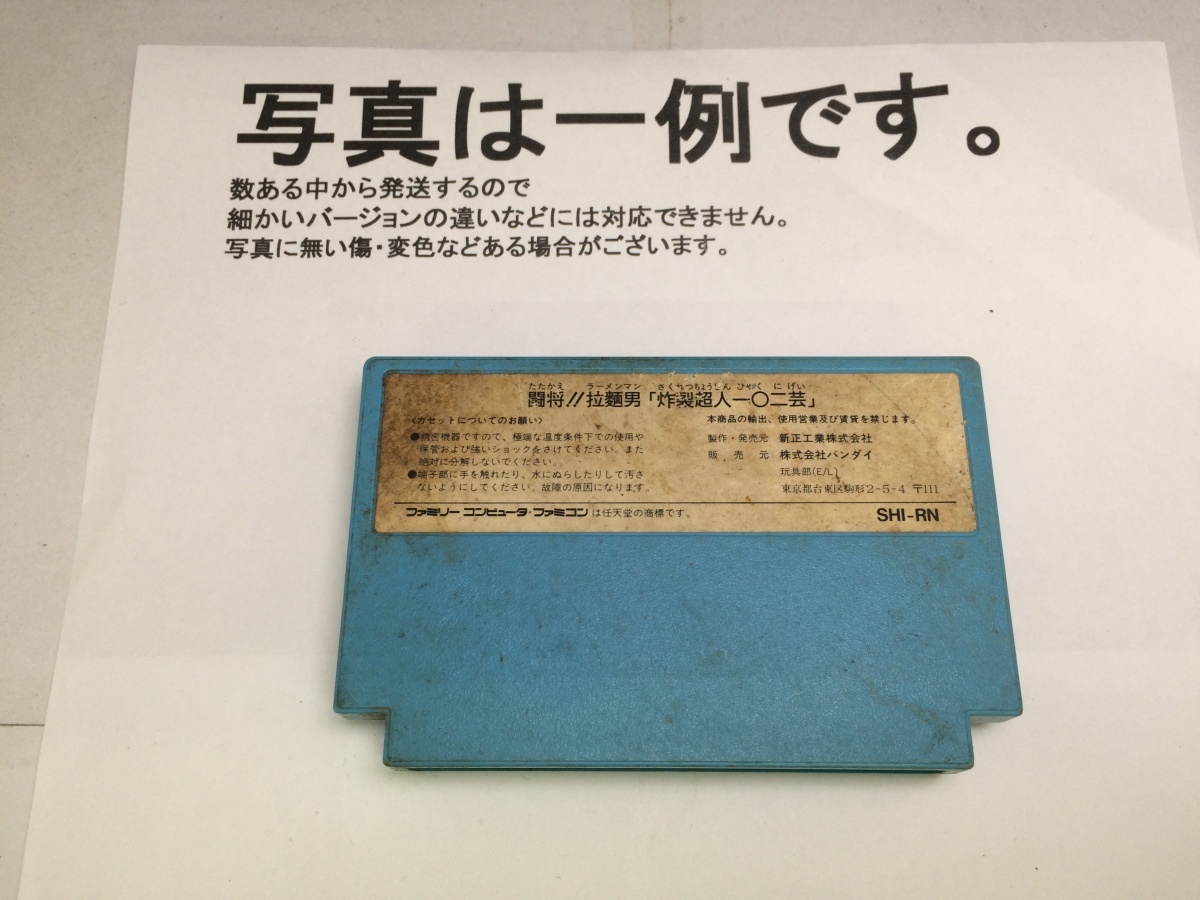 写真は一例です。
数ある中から発送するので
細かいバージョンの違いなどには対応できません。
写真に無い傷・変色などある場合がございます。
たたかえ ラーメンマン さくれつちょうじん ひゃく に げい
闘将!!拉麵男「炸裂超人一〇二芸」
〈カセットについてのお願い〉
●精密機器ですので、極端な温度条件下での使用や
保管および強いショックをさけてください。また
絶対に分解しないでください。
●端子部に手を触れたり、水にぬらしたりして汚さ
ないようにしてください。故障の原因になります。
本商品の輸出、使用営業及び賃貸を禁じます。
製作・発売元 新正工業株式会社
販売元 株式会社バンダイ
玩具部(E/L)
東京都台東区駒形2-5-4 〒111
ファミリーコンピュータ・ファミコンは任天堂の商標です。
SHI-RN